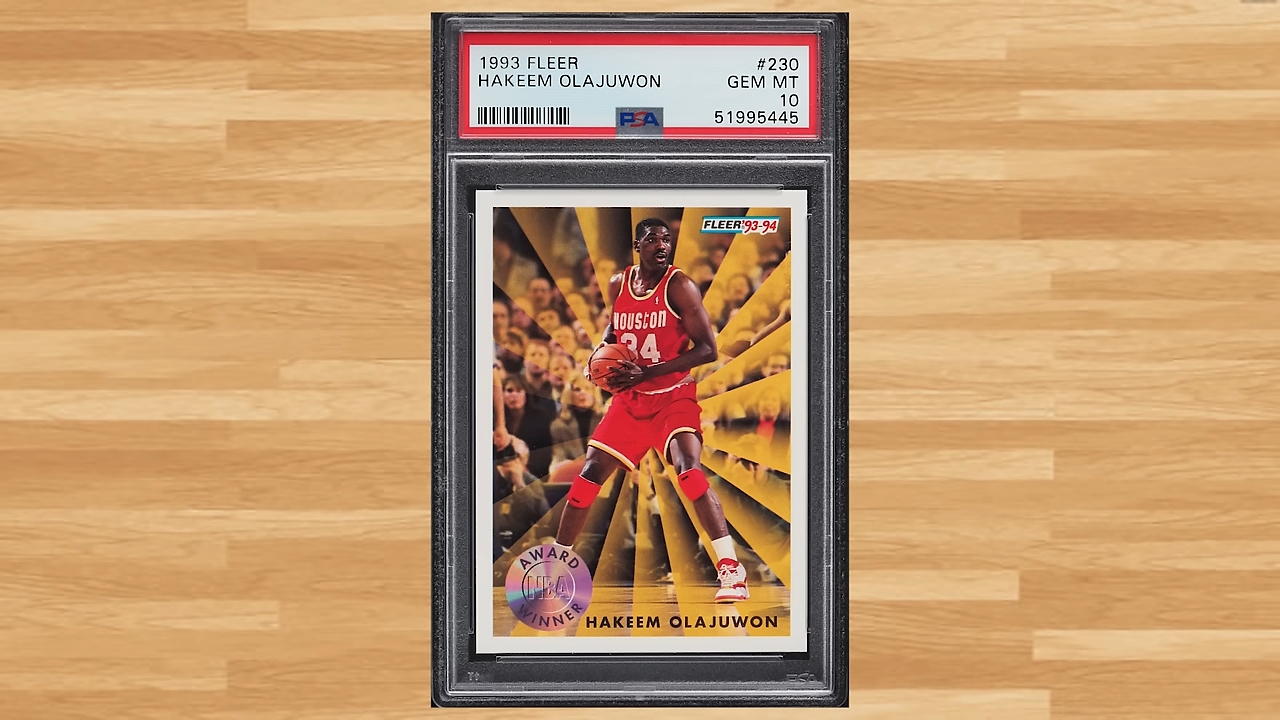 1993 FLEER #230
HAKEEM OLAJUWON GEM MT
10
PSA 51995445
FLEER '93-94
HOUSTON
34
AWARD
NBA
WINNER
HAKEEM OLAJUWON
PSA